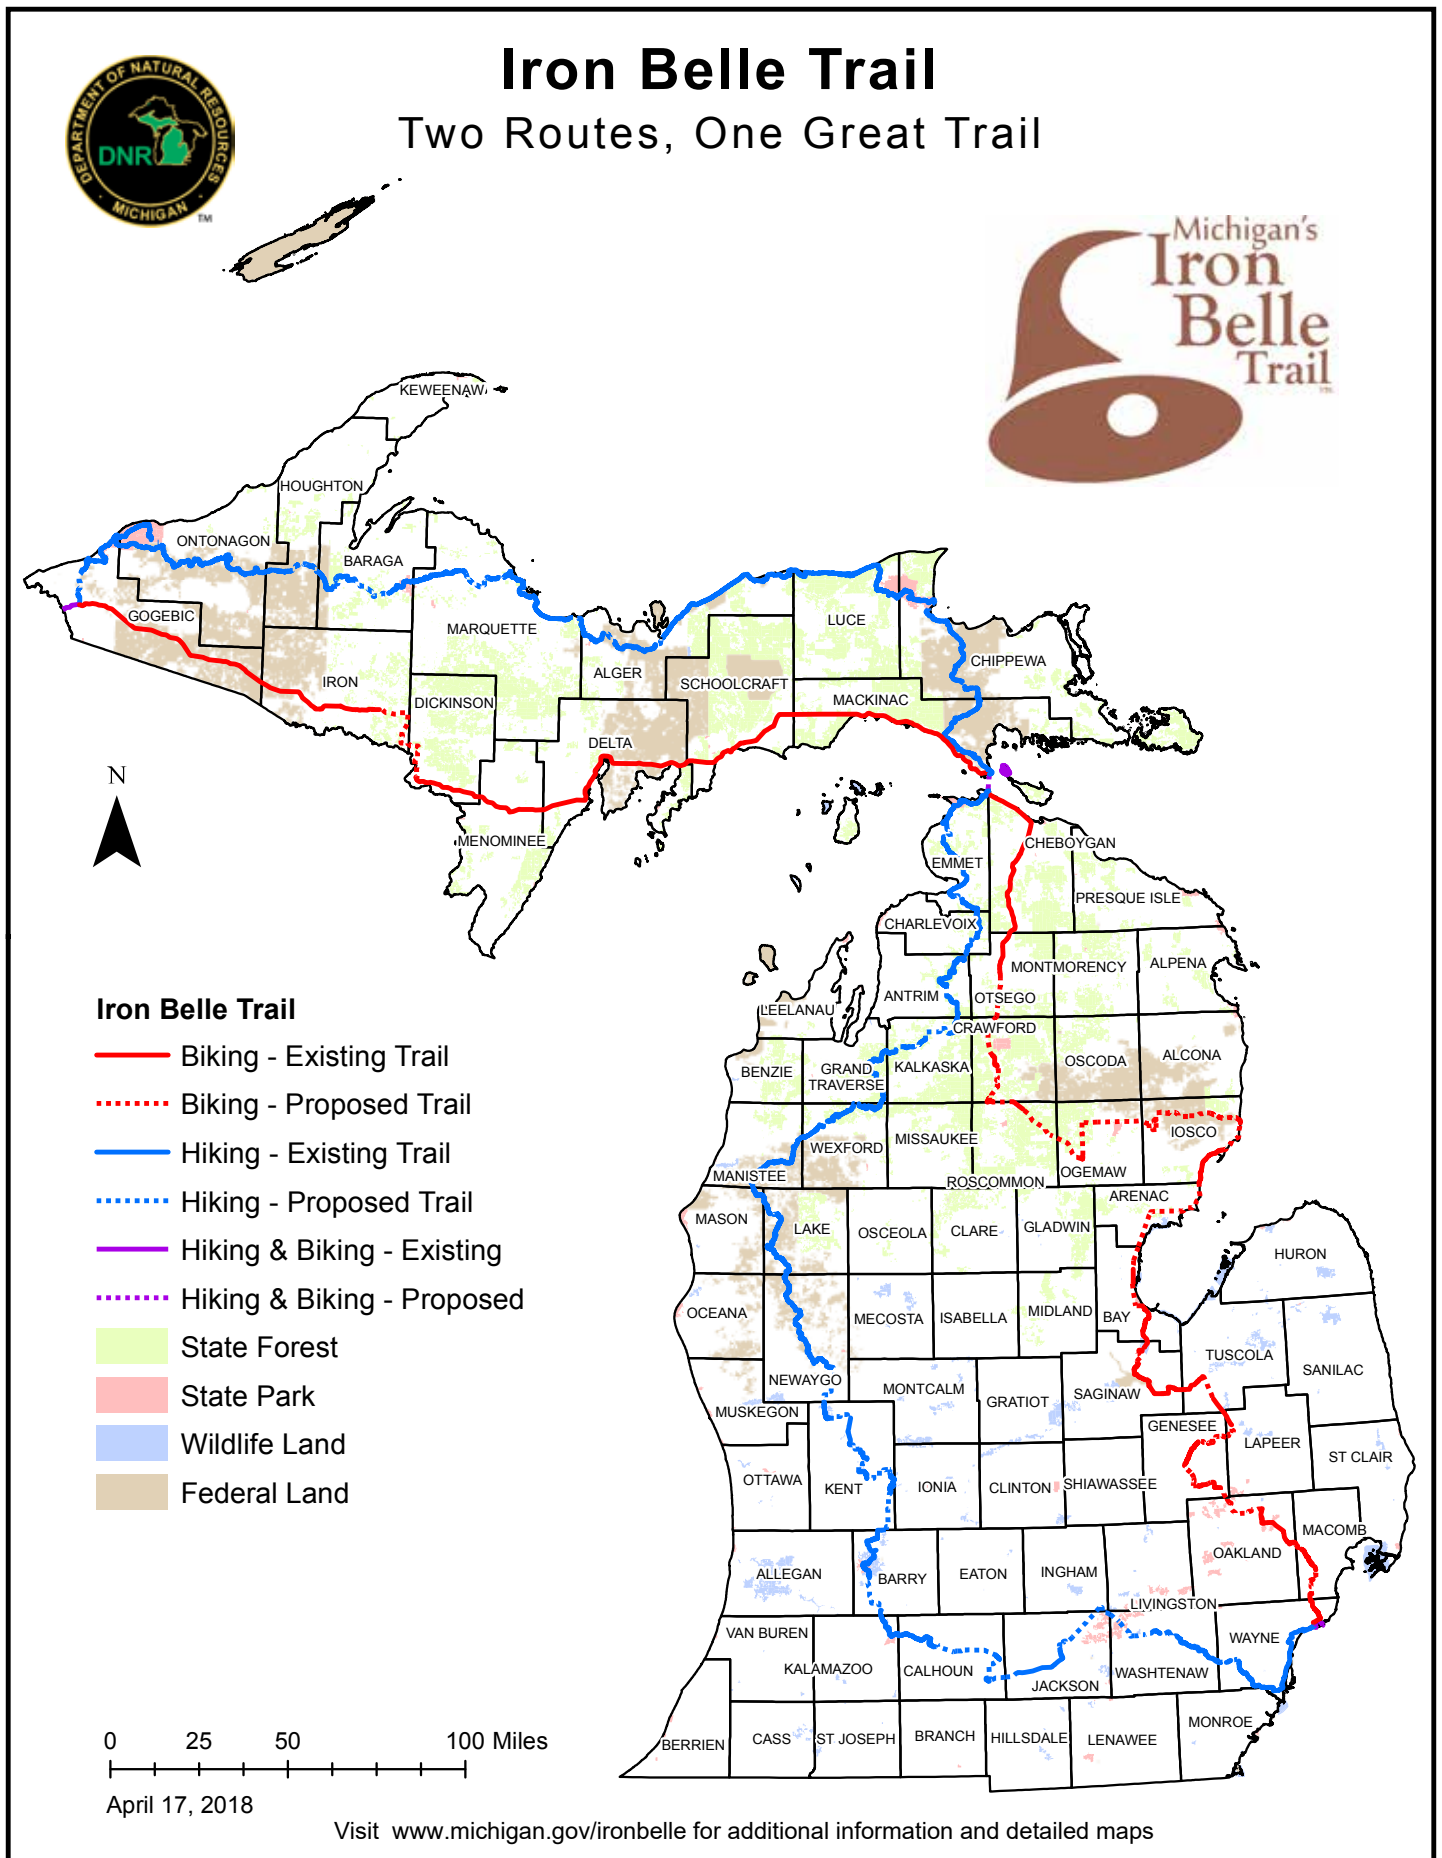 Iron Belle Trail
Two Routes, One Great Trail
DEPARTMENT OF NATURAL RESOURCES
DNR
MICHIGAN
TM
Michigan's
Iron
Belle
Trail
KEWEENAW
HOUGHTON
ONTONAGON
BARAGA
GOGEBIC
MARQUETTE
LUCE
ALGER
CHIPPEWA
IRON
SCHOOLCRAFT
DICKINSON
MACKINAC
DELTA
N
MENOMINEE
CHEBOYGAN
EMMET
PRESQUE ISLE
CHARLEVOIX
MONTMORENCY
ALPENA
ANTRIM
OTSEGO
LEELANAU
CRAWFORD
OSCODA
ALCONA
BENZIE
GRAND
TRAVERSE
KALKASKA
IOSCO
WEXFORD
MISSAUKEE
MANISTEE
OGEMAW
ROSCOMMON
ARENAC
MASON
LAKE
OSCEOLA
CLARE
GLADWIN
HURON
OCEANA
MECOSTA
ISABELLA
MIDLAND
BAY
TUSCOLA
SANILAC
NEWAYGO
MONTCALM
GRATIOT
SAGINAW
MUSKEGON
GENESEE
LAPEER
ST CLAIR
OTTAWA
KENT
IONIA
CLINTON
SHIAWASSEE
MACOMB
OAKLAND
ALLEGAN
BARRY
EATON
INGHAM
LIVINGSTON
VAN BUREN
WAYNE
KALAMAZOO
CALHOUN
JACKSON
WASHTENAW
MONROE
BERRIEN
CASS
ST JOSEPH
BRANCH
HILLSDALE
LENAWEE
Iron Belle Trail
Biking - Existing Trail
Biking - Proposed Trail
Hiking - Existing Trail
Hiking - Proposed Trail
Hiking & Biking - Existing
Hiking & Biking - Proposed
State Forest
State Park
Wildlife Land
Federal Land
0 25 50 100 Miles
April 17, 2018
Visit www.michigan.gov/ironbelle for additional information and detailed maps